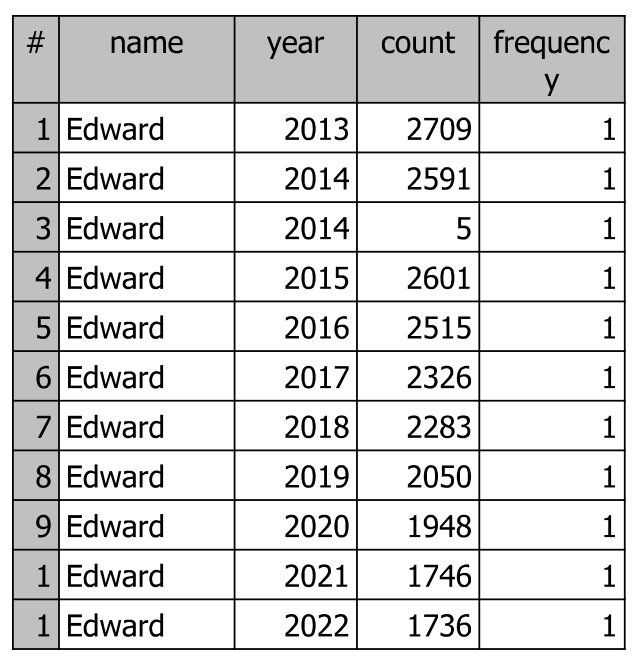 # name year count frequenc
y
1 Edward 2013 2709 1
2 Edward 2014 2591 1
3 Edward 2014 5 1
4 Edward 2015 2601 1
5 Edward 2016 2515 1
6 Edward 2017 2326 1
7 Edward 2018 2283 1
8 Edward 2019 2050 1
9 Edward 2020 1948 1
1 Edward 2021 1746 1
1 Edward 2022 1736 1